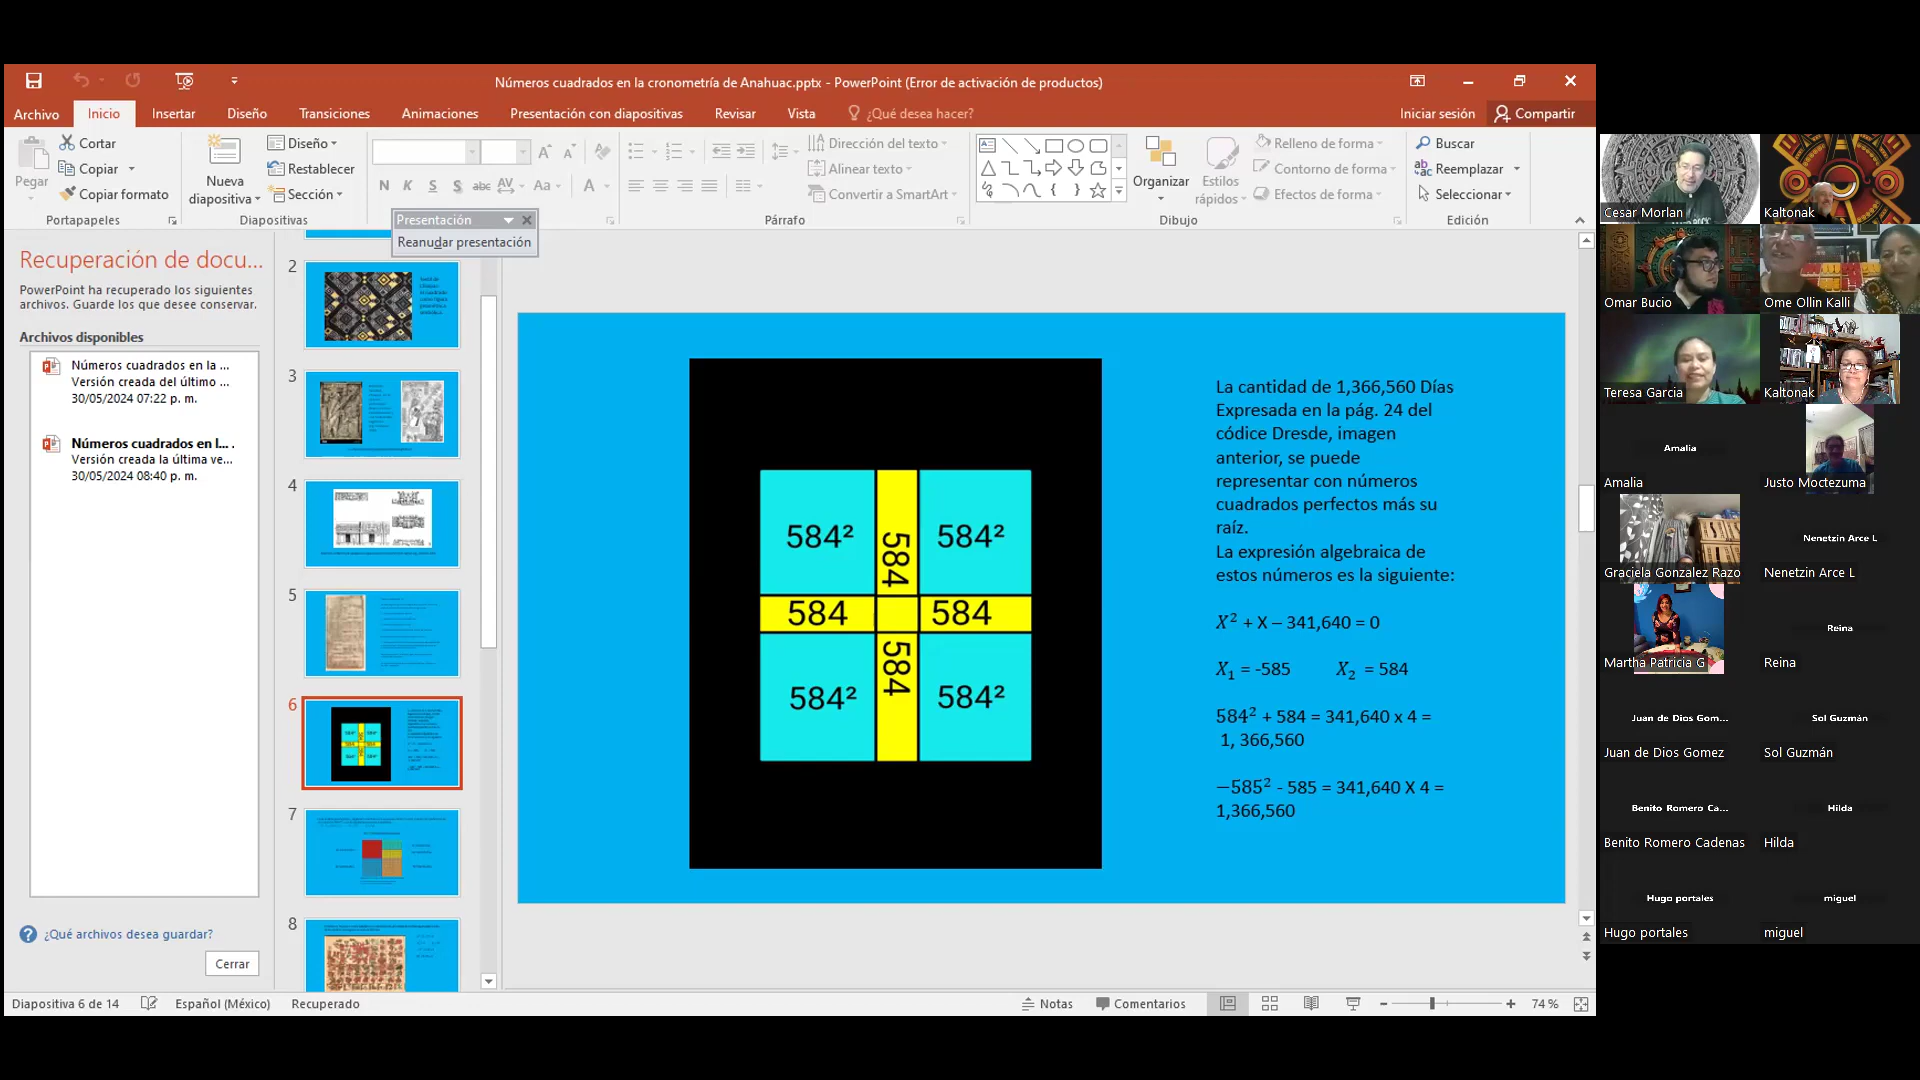 Números cuadrados en la cronometría de Anahuac.pptx - PowerPoint (Error de activación de productos)
Archivo
Inicio
Insertar
Diseño
Transiciones
Animaciones
Presentación con diapositivas
Revisar
Vista
¿Qué desea hacer?
Iniciar sesión
Compartir
Pegar
Cortar
Copiar
Copiar formato
Portapapeles
Nueva diapositiva
Diseño
Restablecer
Sección
Diapositivas
N K S S abc AV Aa A
Presentación
Reanudar presentación
Dirección del texto
Alinear texto
Convertir a SmartArt
Párrafo
Organizar
Estilos rápidos
Relleno de forma
Contorno de forma
Efectos de forma
Dibujo
Buscar
Reemplazar
Seleccionar
Edición
Recuperación de docu...
PowerPoint ha recuperado los siguientes
archivos. Guarde los que desee conservar.
Archivos disponibles
Números cuadrados en la ...
Versión creada del último ...
30/05/2024 07:22 p. m.
Números cuadrados en l... .
Versión creada la última ve...
30/05/2024 08:40 p. m.
¿Qué archivos desea guardar?
Cerrar
2
3
4
5
6
7
8
584²
584
584²
584
584
584²
584
584²
La cantidad de 1,366,560 Días
Expresada en la pág. 24 del
códice Dresde, imagen
anterior, se puede
representar con números
cuadrados perfectos más su
raíz.
La expresión algebraica de
estos números es la siguiente:
X² + X – 341,640 = 0
X₁ = -585 X₂ = 584
584² + 584 = 341,640 x 4 =
1, 366,560
−585² - 585 = 341,640 X 4 =
1,366,560
Diapositiva 6 de 14
Español (México)
Recuperado
Notas
Comentarios
74 %
Cesar Morlan
Kaltonak
Omar Bucio
Ome Ollin Kalli
Teresa Garcia
Kaltonak
Amalia
Amalia
Justo Moctezuma
Graciela Gonzalez Razo
Nenetzin Arce L
Nenetzin Arce L
Martha Patricia G
Reina
Reina
Juan de Dios Gom...
Juan de Dios Gomez
Sol Guzmán
Sol Guzmán
Benito Romero Ca...
Benito Romero Cadenas
Hilda
Hilda
Hugo portales
Hugo portales
miguel
miguel